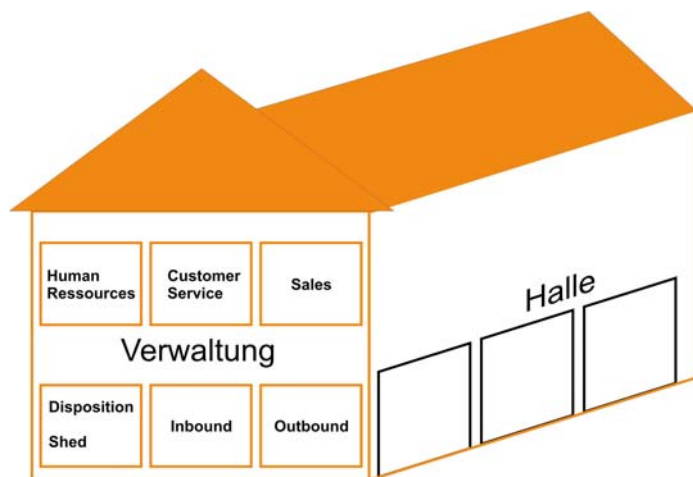 Human
Ressources
Customer
Service
Sales
Verwaltung
Halle
Disposition
Shed
Inbound
Outbound